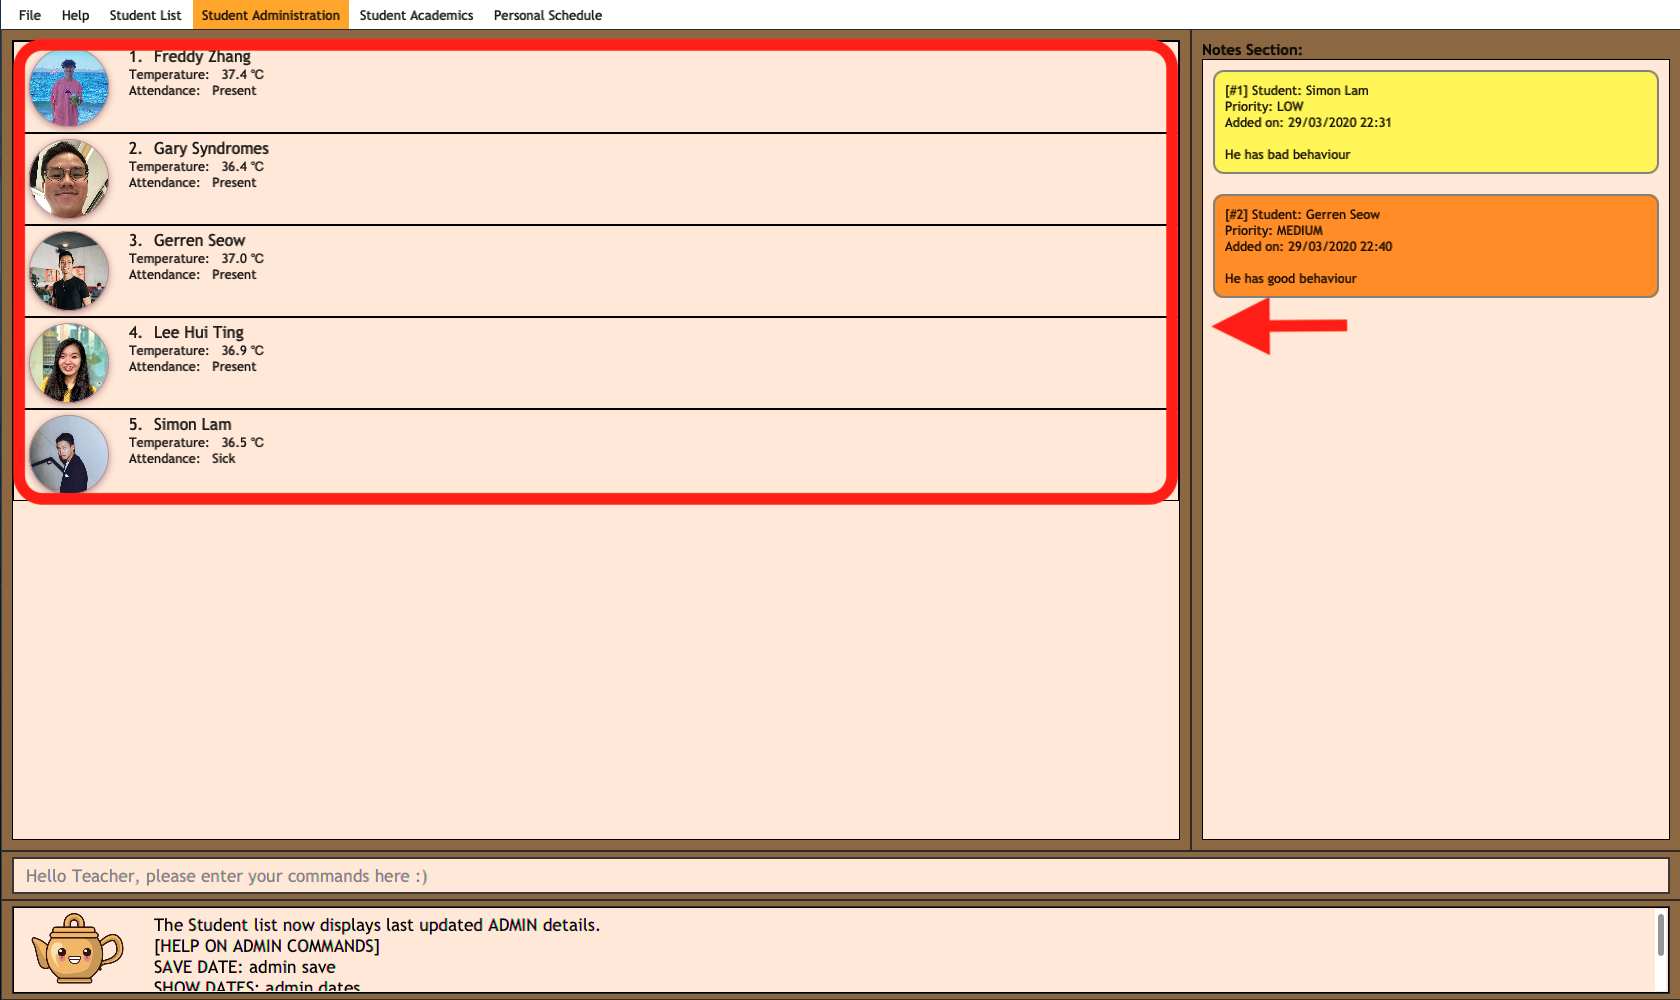 File Help Student List Student Administration Student Academics Personal Schedule
1. Freddy Zhang
Temperature: 37.4 °C
Attendance: Present
2. Gary Syndromes
Temperature: 36.4 °C
Attendance: Present
3. Gerren Seow
Temperature: 37.0 °C
Attendance: Present
4. Lee Hui Ting
Temperature: 36.9 °C
Attendance: Present
5. Simon Lam
Temperature: 36.5 °C
Attendance: Sick
Notes Section:
[#1] Student: Simon Lam
Priority: LOW
Added on: 29/03/2020 22:31
He has bad behaviour
[#2] Student: Gerren Seow
Priority: MEDIUM
Added on: 29/03/2020 22:40
He has good behaviour
Hello Teacher, please enter your commands here :)
The Student list now displays last updated ADMIN details.
[HELP ON ADMIN COMMANDS]
SAVE DATE: admin save
SHOW DATES: admin dates